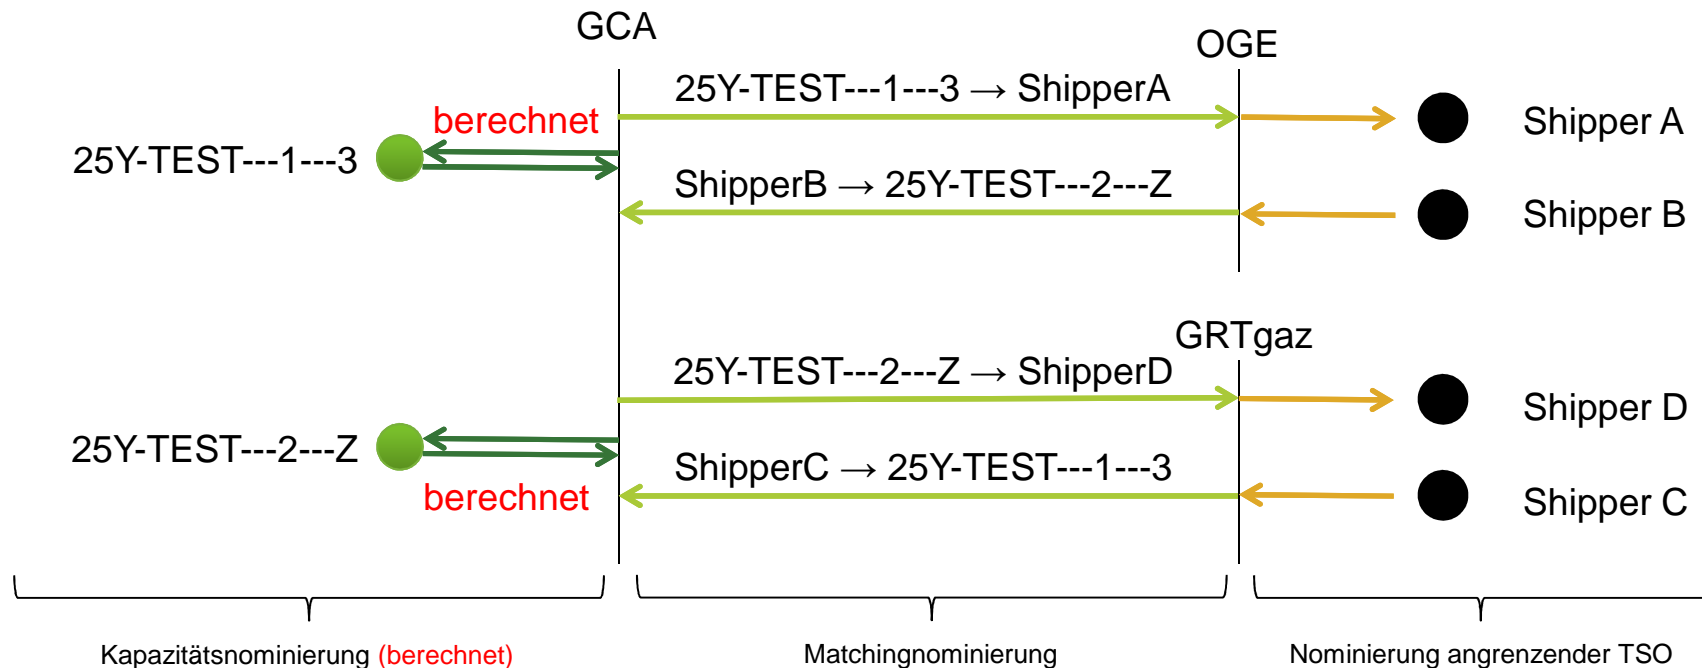 GCA
OGE
25Y-TEST---1---3 → ShipperA
berechnet
Shipper A
25Y-TEST---1---3
ShipperB → 25Y-TEST---2---Z
Shipper B
GRTgaz
25Y-TEST---2---Z → ShipperD
Shipper D
25Y-TEST---2---Z
ShipperC → 25Y-TEST---1---3
berechnet
Shipper C
Kapazitätsnominierung (berechnet)
Matchingnominierung
Nominierung angrenzender TSO